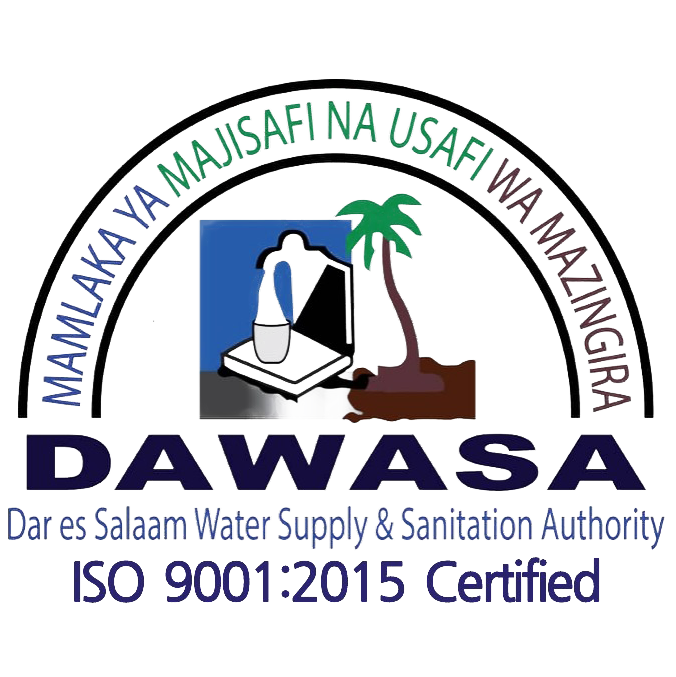 MAMLAKA YA MAJISAFI NA USAFI WA MAZINGIRA
DAWASA
Dar es Salaam Water Supply & Sanitation Authority
ISO 9001:2015 Certified